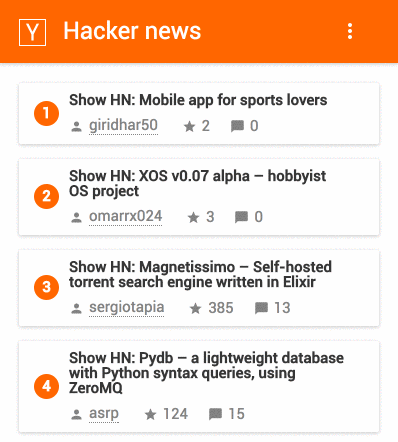 Y Hacker news
1
Show HN: Mobile app for sports lovers
giridhar50 2 0
2
Show HN: XOS v0.07 alpha – hobbyist
OS project
omarrx024 3 0
3
Show HN: Magnetissimo – Self-hosted
torrent search engine written in Elixir
sergiotapia 385 13
4
Show HN: Pydb – a lightweight database
with Python syntax queries, using
ZeroMQ
asrp 124 15